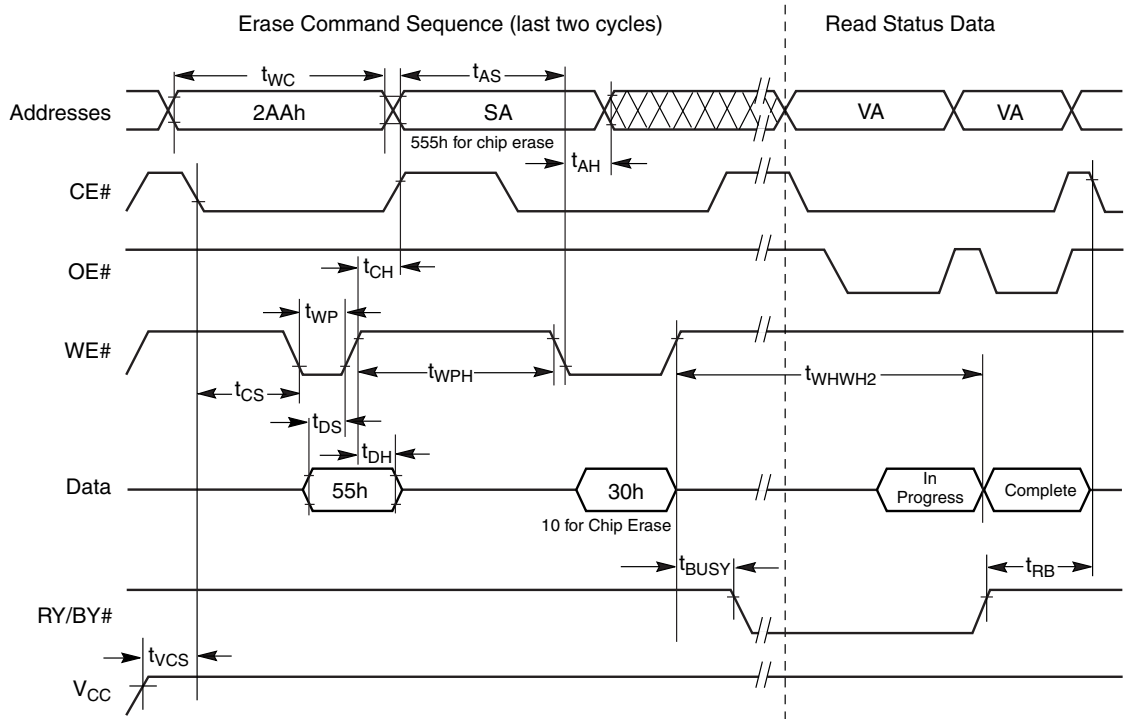 Erase Command Sequence (last two cycles)
Read Status Data
tWC
tAS
Addresses
2AAh
SA
VA
VA
555h for chip erase
tAH
CE#
OE#
tCH
tWP
WE#
tWPH
tWHWH2
tCS
tDS
tDH
Data
55h
30h
In
Progress
Complete
10 for Chip Erase
tBUSY
tRB
RY/BY#
tVCS
VCC